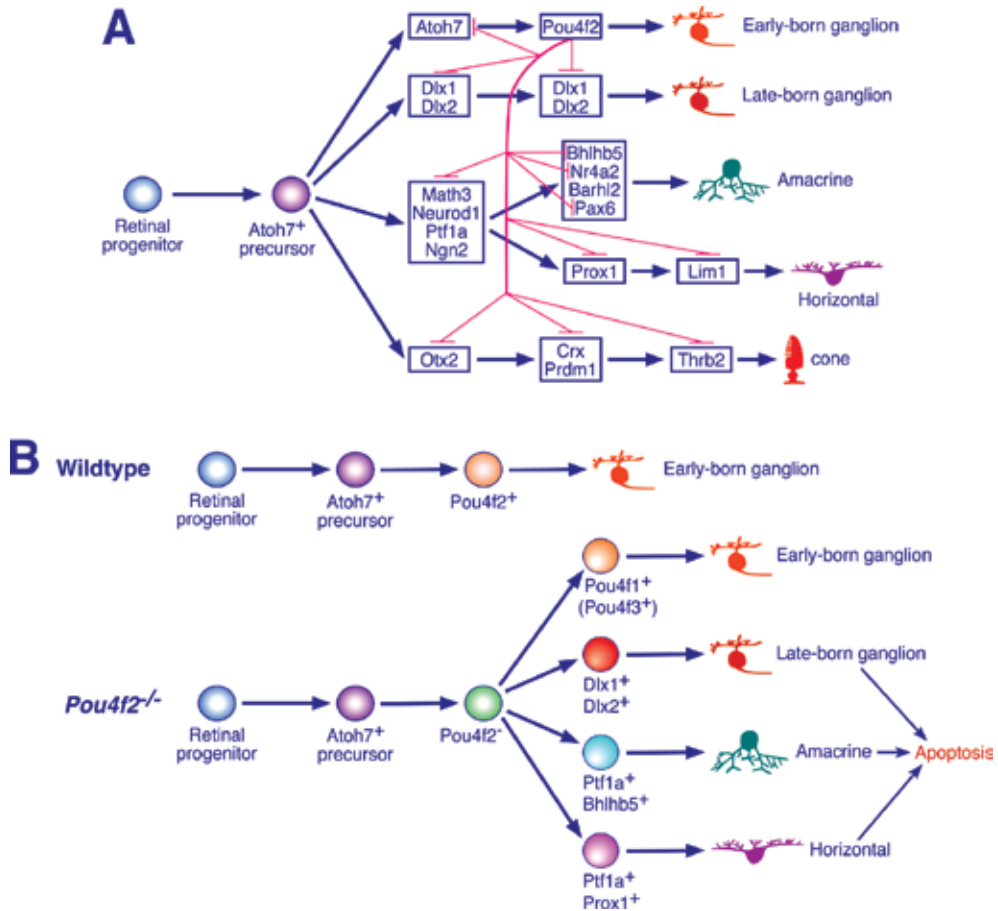 A
Atoh7
Pou4f2
Early-born ganglion
Dlx1
Dlx2
Dlx1
Dlx2
Late-born ganglion
Bhlhb5
Nr4a2
Barhl2
Pax6
Amacrine
Math3
Neurod1
Ptf1a
Ngn2
Retinal
progenitor
Atoh7+
precursor
Prox1
Lim1
Horizontal
Otx2
Crx
Prdm1
Thrb2
cone
B
Wildtype
Retinal
progenitor
Atoh7+
precursor
Pou4f2+
Early-born ganglion
Pou4f1+
(Pou4f3+)
Early-born ganglion
Dlx1+
Dlx2+
Late-born ganglion
Pou4f2-/-
Retinal
progenitor
Atoh7+
precursor
Pou4f2-
Ptf1a+
Bhlhb5+
Amacrine
Apoptosis
Ptf1a+
Prox1+
Horizontal